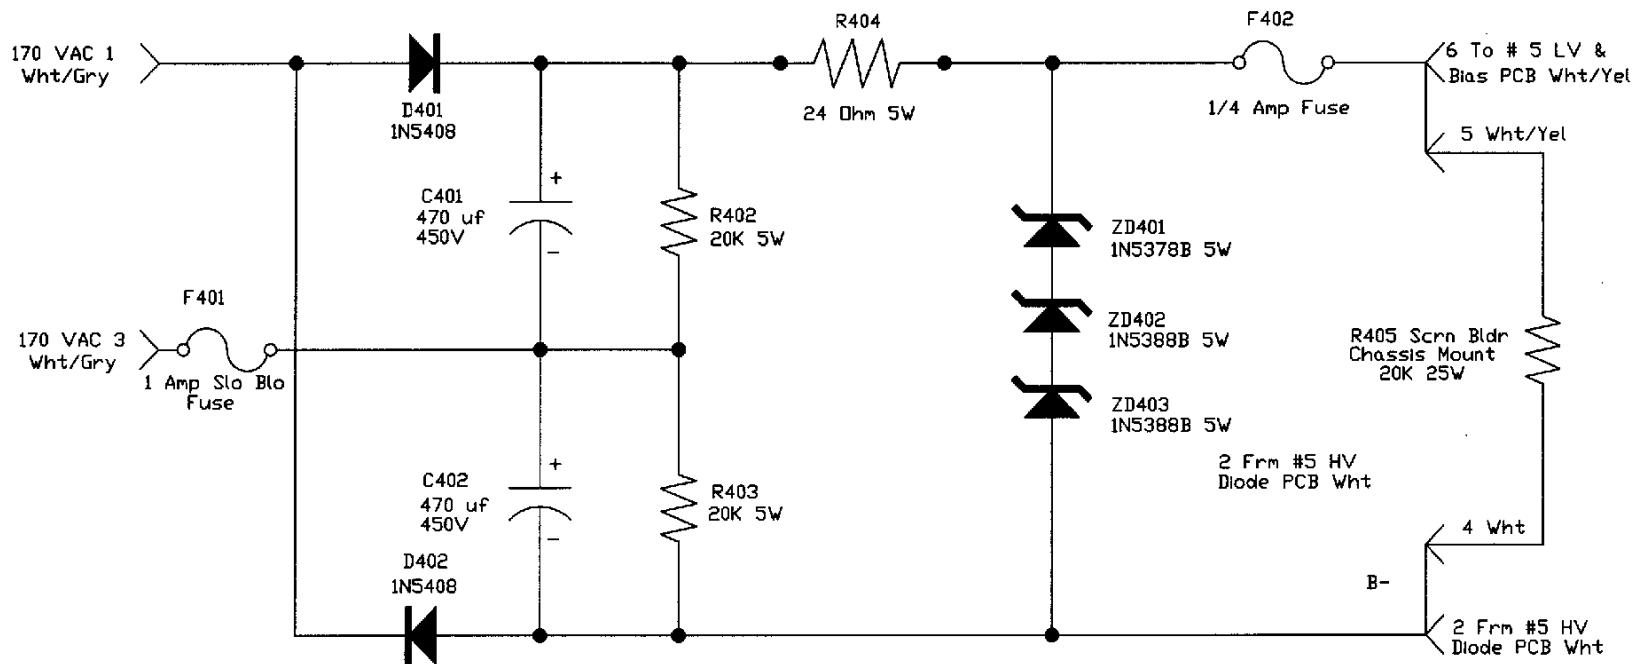 R404
F402
170 VAC 1
Wht/Gry
6 To # 5 LV &
Bias PCB Wht/Yel
D401
1N5408
24 Ohm 5W
1/4 Amp Fuse
5 Wht/Yel
+
C401
470 uf
450V
-
R402
20K 5W
ZD401
1N5378B 5W
F401
170 VAC 3
Wht/Gry
1 Amp Slo Blo
Fuse
ZD402
1N5388B 5W
R405 Scrn Bldr
Chassis Mount
20K 25W
ZD403
1N5388B 5W
+
C402
470 uf
450V
-
R403
20K 5W
2 Frm #5 HV
Diode PCB Wht
4 Wht
D402
1N5408
B-
2 Frm #5 HV
Diode PCB Wht